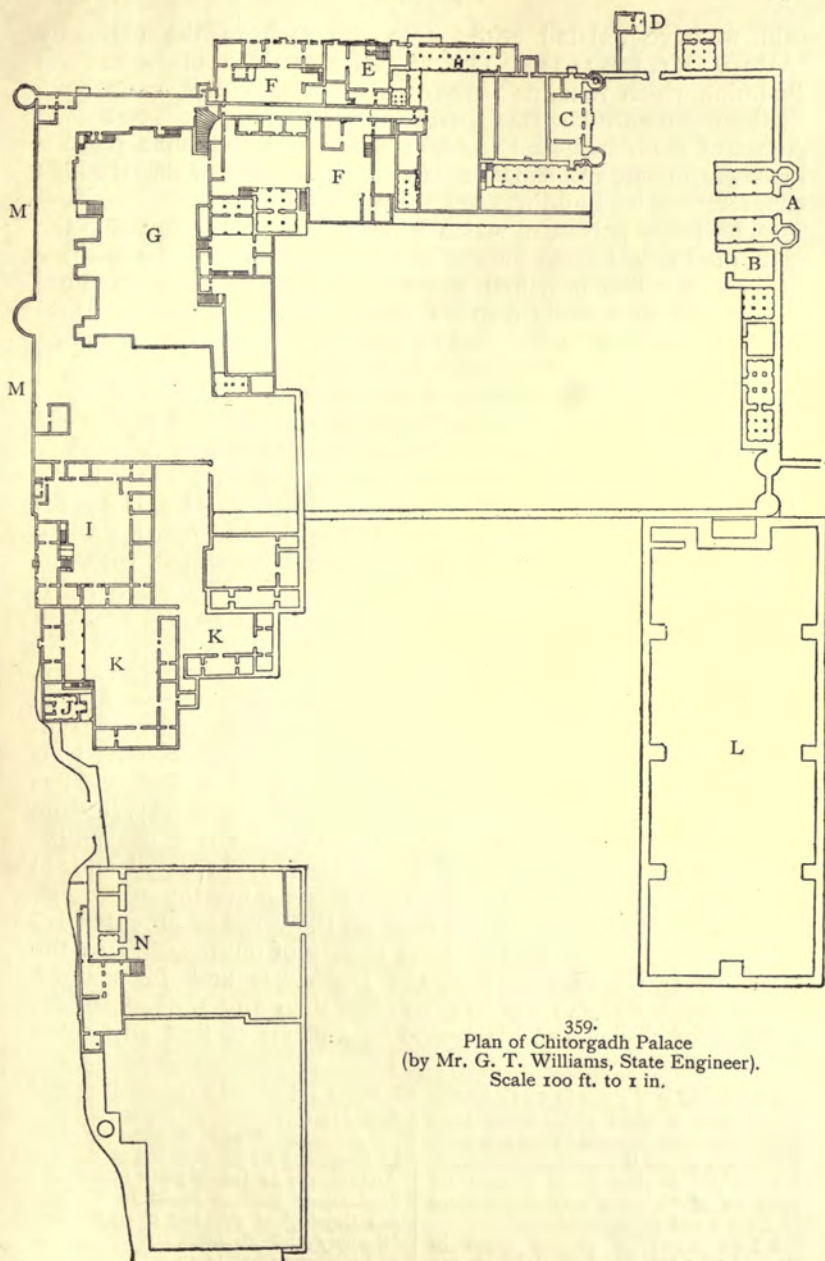 D
E
H
F
C
F
M
A
G
B
M
I
K
K
J
L
N
359.
Plan of Chitorgadh Palace
(by Mr. G. T. Williams, State Engineer).
Scale 100 ft. to 1 in.